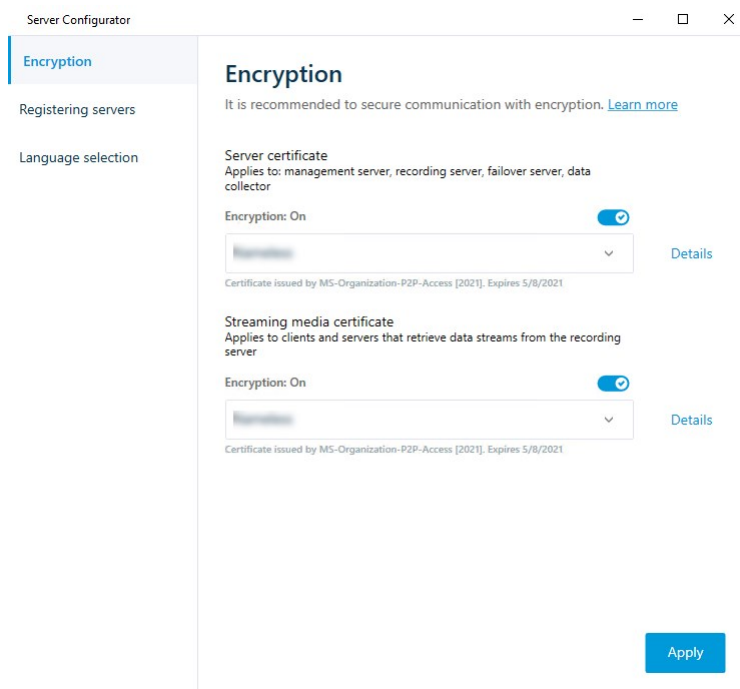 Server Configurator
Encryption
Registering servers
Language selection
Encryption
It is recommended to secure communication with encryption. Learn more
Server certificate
Applies to: management server, recording server, failover server, data
collector
Encryption: On
Details
Certificate issued by MS-Organization-P2P-Access [2021]. Expires 5/8/2021
Streaming media certificate
Applies to clients and servers that retrieve data streams from the recording
server
Encryption: On
Details
Certificate issued by MS-Organization-P2P-Access [2021]. Expires 5/8/2021
Apply